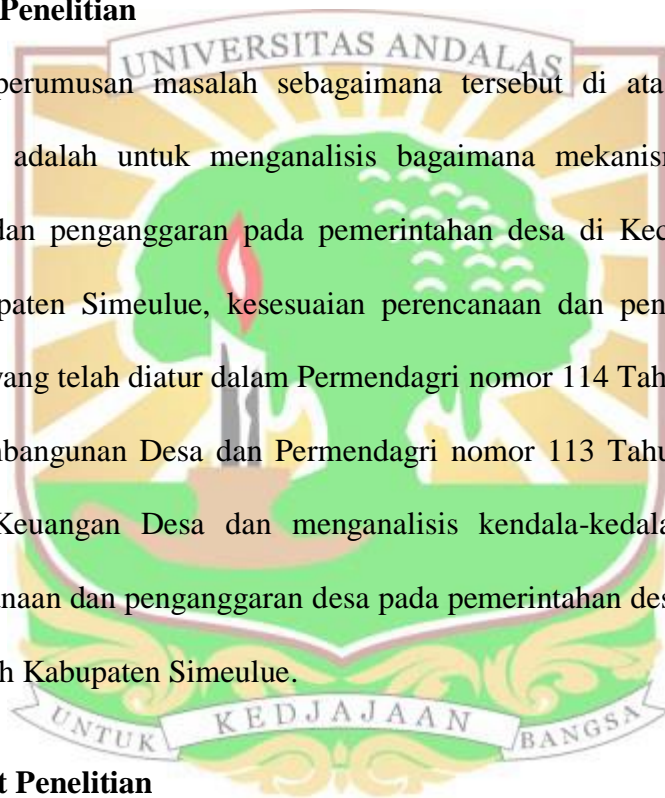 Penelitian
UNIVERSITAS ANDALAS
perumusan masalah sebagaimana tersebut di ata
adalah untuk menganalisis bagaimana mekanism
dan penganggaran pada pemerintahan desa di Kec
paten Simeulue, kesesuaian perencanaan dan pen
yang telah diatur dalam Permendagri nomor 114 Tah
mbangunan Desa dan Permendagri nomor 113 Tahu
Keuangan Desa dan menganalisis kendala-kedala
naan dan penganggaran desa pada pemerintahan des
h Kabupaten Simeulue.
UNTUK KEDJAJAAN BANGSA
t Penelitian